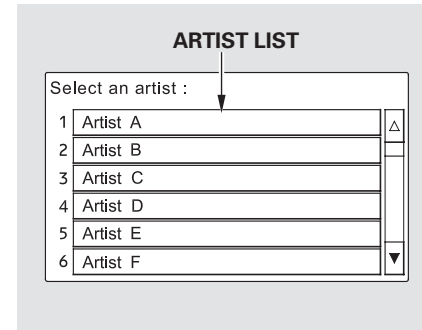 ARTIST LIST
Select an artist :
1 Artist A
2 Artist B
3 Artist C
4 Artist D
5 Artist E
6 Artist F